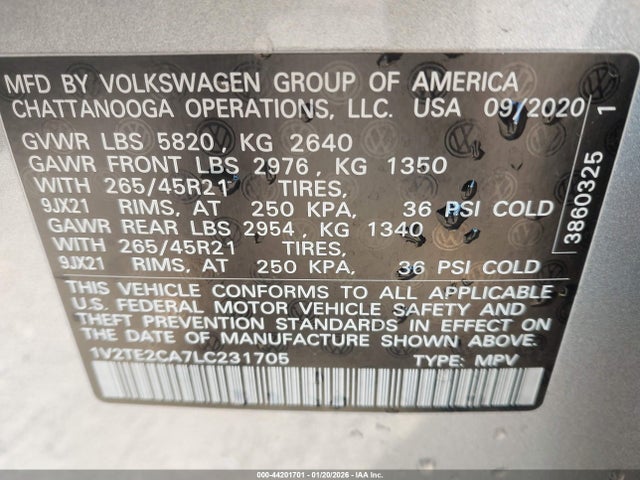 MFD BY VOLKSWAGEN GROUP OF AMERICA
CHATTANOOGA OPERATIONS, LLC. USA 09/2020
GVWR LBS 5820, KG 2640
GAWR FRONT LBS 2976, KG 1350
WITH 265/45R21 TIRES,
9JX21 RIMS, AT 250 KPA, 36 PSI COLD
GAWR REAR LBS 2954, KG 1340
WITH 265/45R21 TIRES,
9JX21 RIMS, AT 250 KPA, 36 PSI COLD
THIS VEHICLE CONFORMS TO ALL APPLICABLE
U.S. FEDERAL MOTOR VEHICLE SAFETY AND
THEFT PREVENTION STANDARDS IN EFFECT ON
THE DATE OF MANUFACTURE SHOWN ABOVE.
1V2TE2CA7LC231705 TYPE: MPV
3860325 1
000-44201701 - 01/20/2026 - IAA Inc.